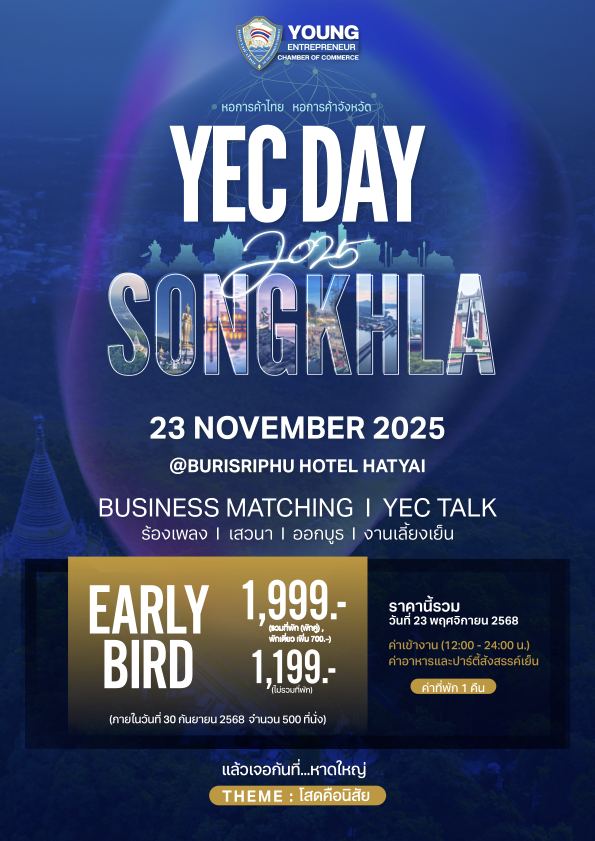 YOUNG
ENTREPRENEUR
CHAMBER OF COMMERCE
หอการค้าไทย หอการค้าจังหวัด
YEC DAY
2025
SONGKHLA
23 NOVEMBER 2025
@BURISRIPHU HOTEL HATYAI
BUSINESS MATCHING I YEC TALK
ร้องเพลง I เสวนา I ออกบูธ I งานเลี้ยงเย็น
EARLY
BIRD
1,999.-
(รวมที่พัก (พักคู่) ,
พักเดี่ยว เพิ่ม 700.-)
1,199.-
(ไม่รวมที่พัก)
(ภายในวันที่ 30 กันยายน 2568 จำนวน 500 ที่นั่ง)
ราคานี้รวม
วันที่ 23 พฤศจิกายน 2568
ค่าเข้างาน (12:00 - 24:00 น.)
ค่าอาหารและปาร์ตี้สังสรรค์เย็น
ค่าที่พัก 1 คืน
แล้วเจอกันที่...หาดใหญ่
THEME : โสดคือนิสัย